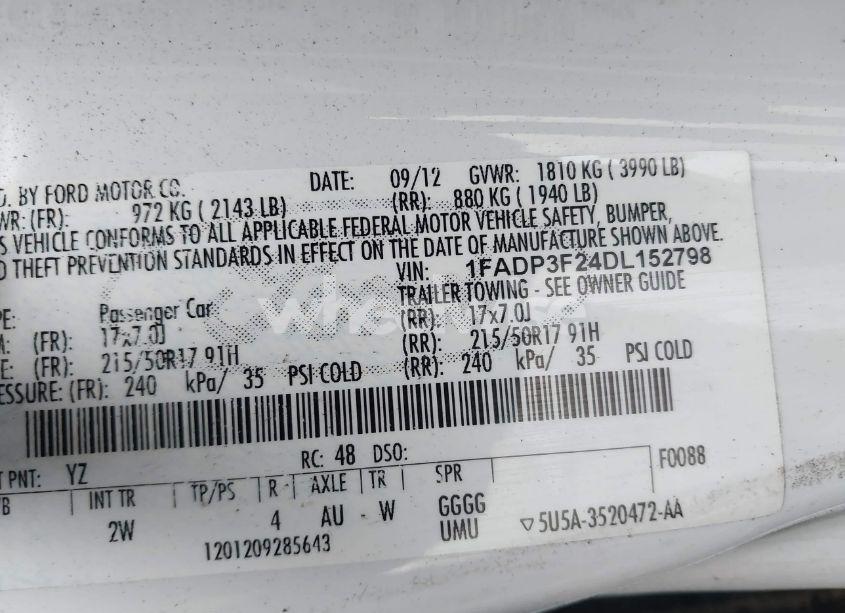 D. BY FORD MOTOR CO. DATE: 09/12 GVWR: 1810 KG ( 3990 LB)
WR: (FR): 972 KG ( 2143 LB) (RR): 880 KG ( 1940 LB)
S VEHICLE CONFORMS TO ALL APPLICABLE FEDERAL MOTOR VEHICLE SAFETY, BUMPER,
D THEFT PREVENTION STANDARDS IN EFFECT ON THE DATE OF MANUFACTURE SHOWN ABOVE.
VIN: 1FADP3F24DL152798
PE: Passenger Car TRAILER TOWING - SEE OWNER GUIDE
M: (FR): 17x7.0J (RR): 17x7.0J
E: (FR): 215/50R17 91H (RR): 215/50R17 91H
ESSURE: (FR): 240 kPa/ 35 PSI COLD (RR): 240 kPa/ 35 PSI COLD
T PNT: YZ RC: 48 DSO: F0088
B INT TR TP/PS R AXLE TR SPR
2W 4 AU - W GGGG
UMU
1201209285643 5U5A-3520472-AA